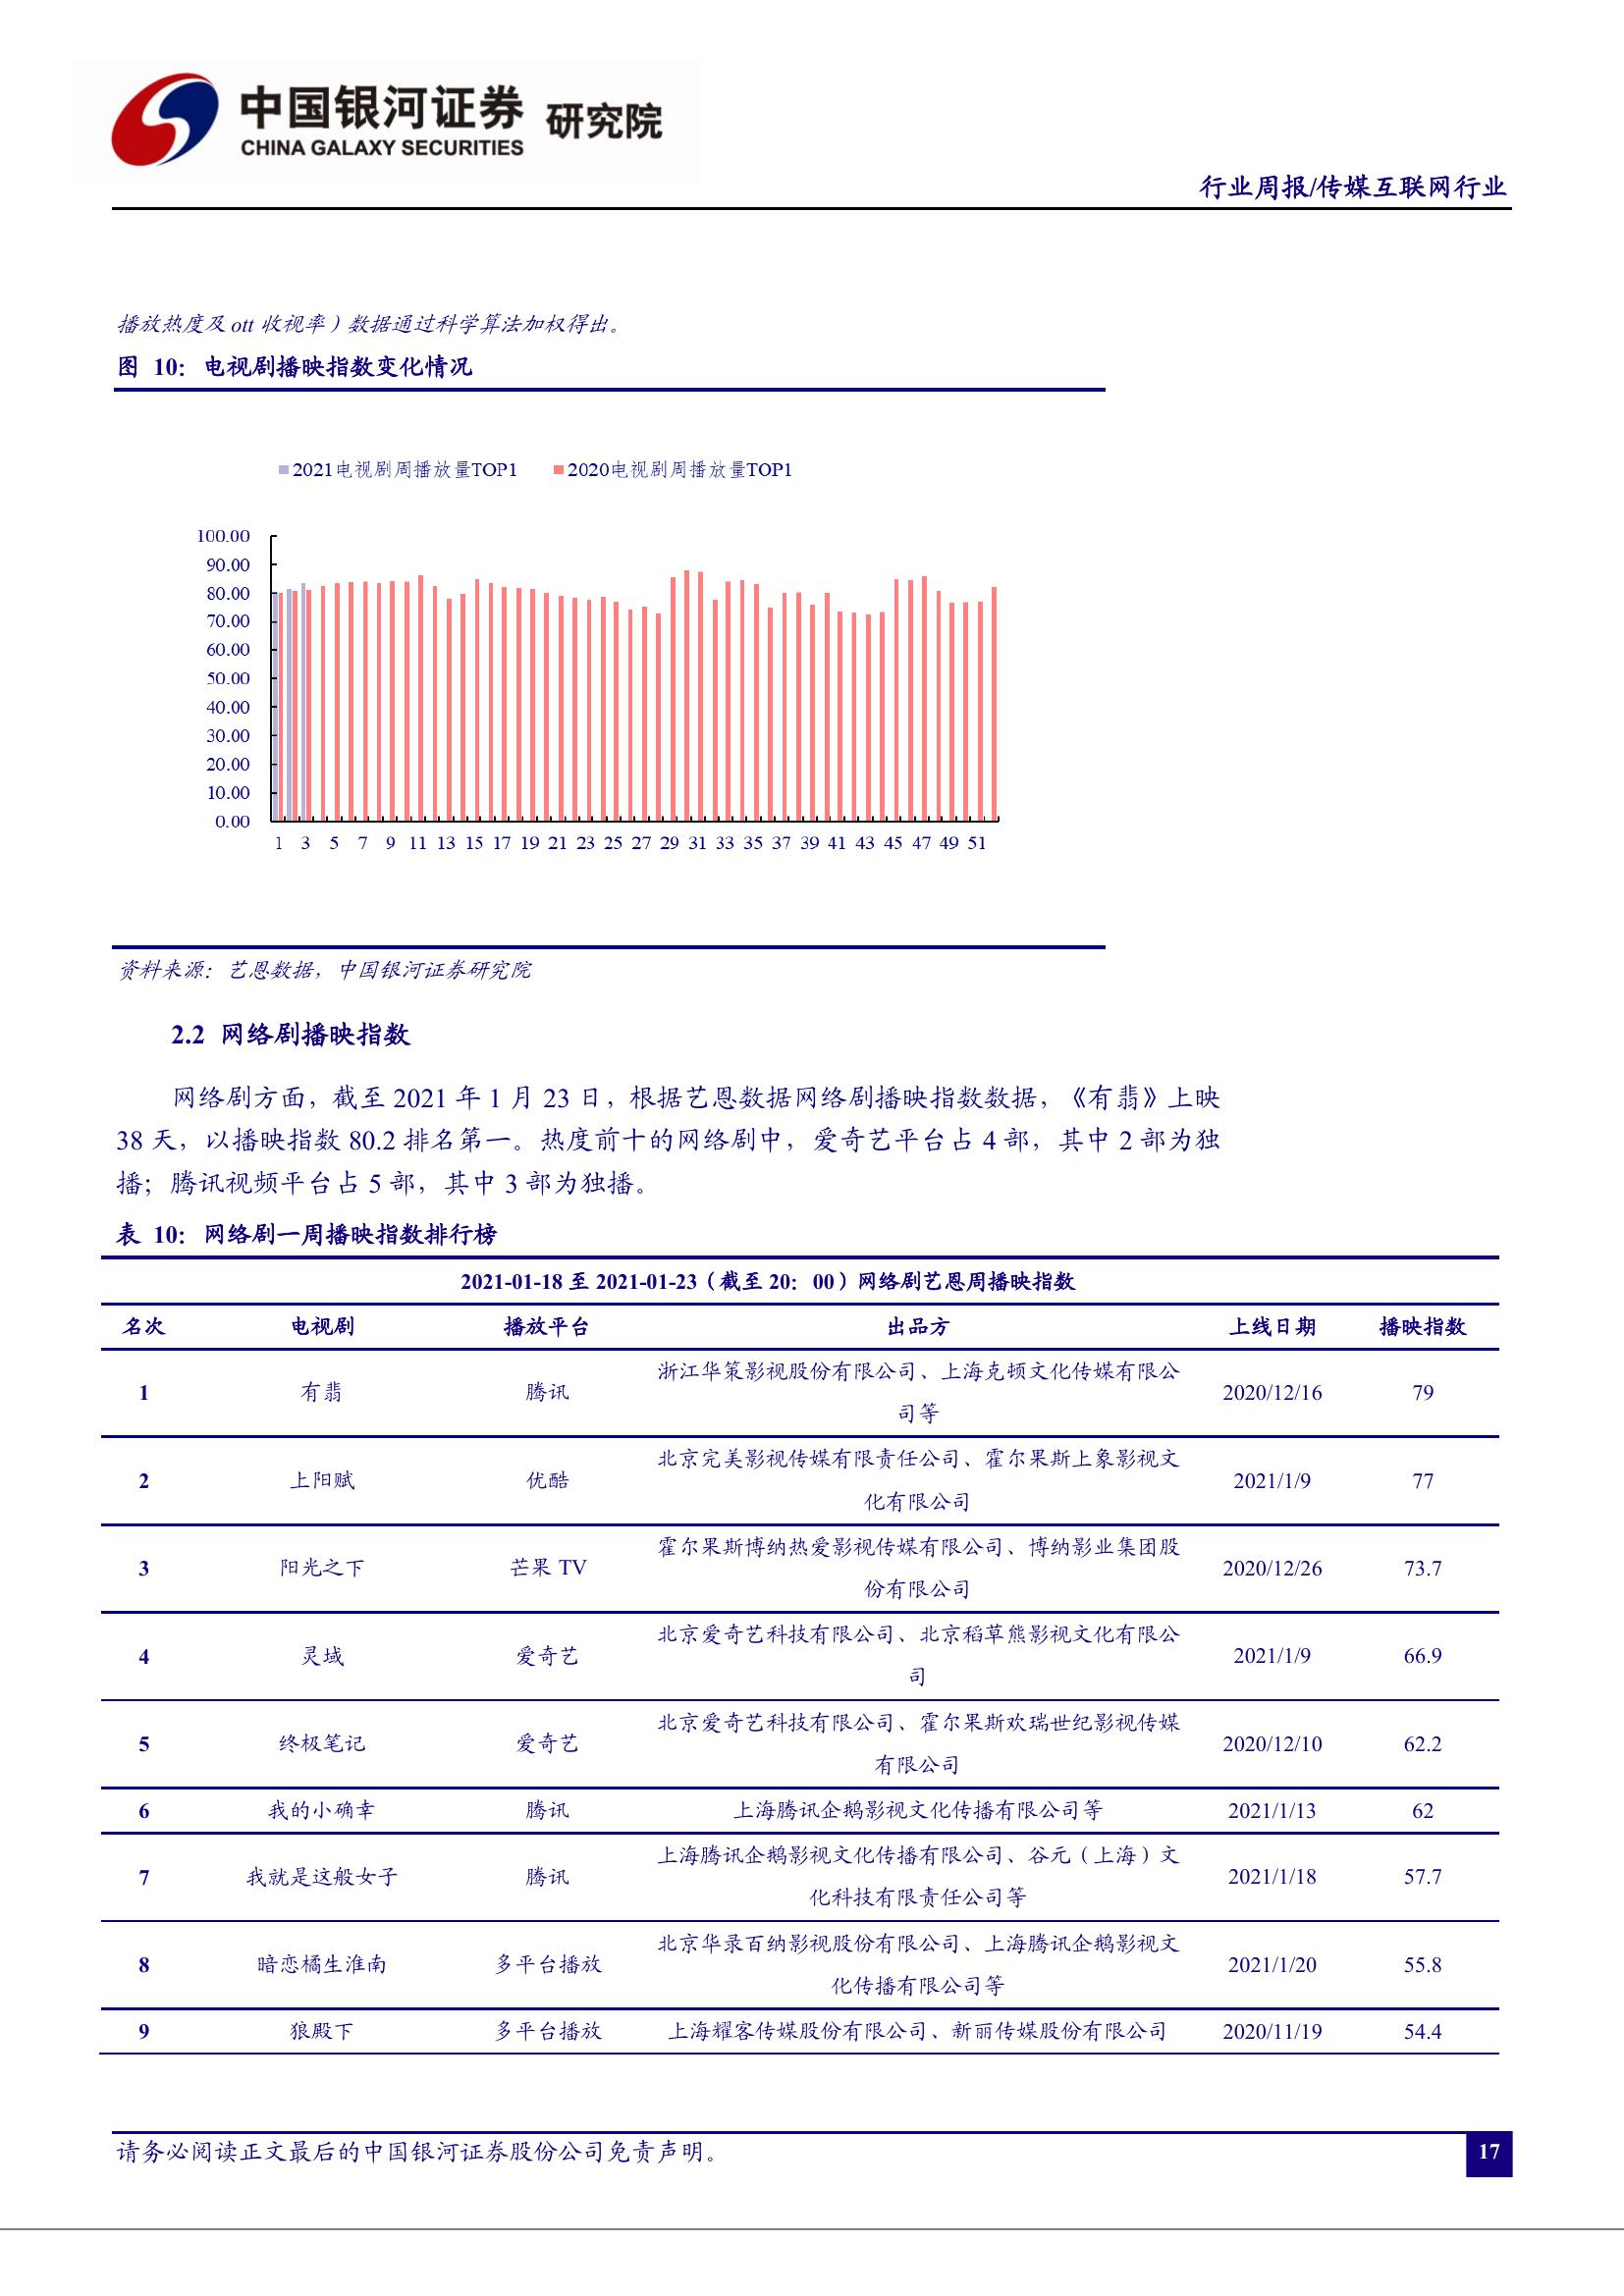 中国银河证券 研究院
CHINA GALAXY SECURITIES
行业周报/传媒互联网行业
播放热度及 ott 收视率）数据通过科学算法加权得出。
图 10：电视剧播映指数变化情况
2021电视剧周播放量TOP1 2020电视剧周播放量TOP1
100.00
90.00
80.00
70.00
60.00
50.00
40.00
30.00
20.00
10.00
0.00
1 3 5 7 9 11 13 15 17 19 21 23 25 27 29 31 33 35 37 39 41 43 45 47 49 51
资料来源：艺恩数据，中国银河证券研究院
2.2 网络剧播映指数
网络剧方面，截至 2021 年 1 月 23 日，根据艺恩数据网络剧播映指数数据，《有翡》上映
38 天，以播映指数 80.2 排名第一。热度前十的网络剧中，爱奇艺平台占 4 部，其中 2 部为独
播；腾讯视频平台占 5 部，其中 3 部为独播。
表 10：网络剧一周播映指数排行榜
2021-01-18 至 2021-01-23（截至 20：00）网络剧艺恩周播映指数
名次 电视剧 播放平台 出品方 上线日期 播映指数
浙江华策影视股份有限公司、上海克顿文化传媒有限公
1 有翡 腾讯 2020/12/16 79
司等
北京完美影视传媒有限责任公司、霍尔果斯上象影视文
2 上阳赋 优酷 2021/1/9 77
化有限公司
霍尔果斯博纳热爱影视传媒有限公司、博纳影业集团股
3 阳光之下 芒果 TV 2020/12/26 73.7
份有限公司
北京爱奇艺科技有限公司、北京稻草熊影视文化有限公
4 灵域 爱奇艺 2021/1/9 66.9
司
北京爱奇艺科技有限公司、霍尔果斯欢瑞世纪影视传媒
5 终极笔记 爱奇艺 2020/12/10 62.2
有限公司
6 我的小确幸 腾讯 上海腾讯企鹅影视文化传播有限公司等 2021/1/13 62
上海腾讯企鹅影视文化传播有限公司、谷元（上海）文
7 我就是这般女子 腾讯 2021/1/18 57.7
化科技有限责任公司等
北京华录百纳影视股份有限公司、上海腾讯企鹅影视文
8 暗恋橘生淮南 多平台播放 2021/1/20 55.8
化传播有限公司等
9 狼殿下 多平台播放 上海耀客传媒股份有限公司、新丽传媒股份有限公司 2020/11/19 54.4
请务必阅读正文最后的中国银河证券股份公司免责声明。
17